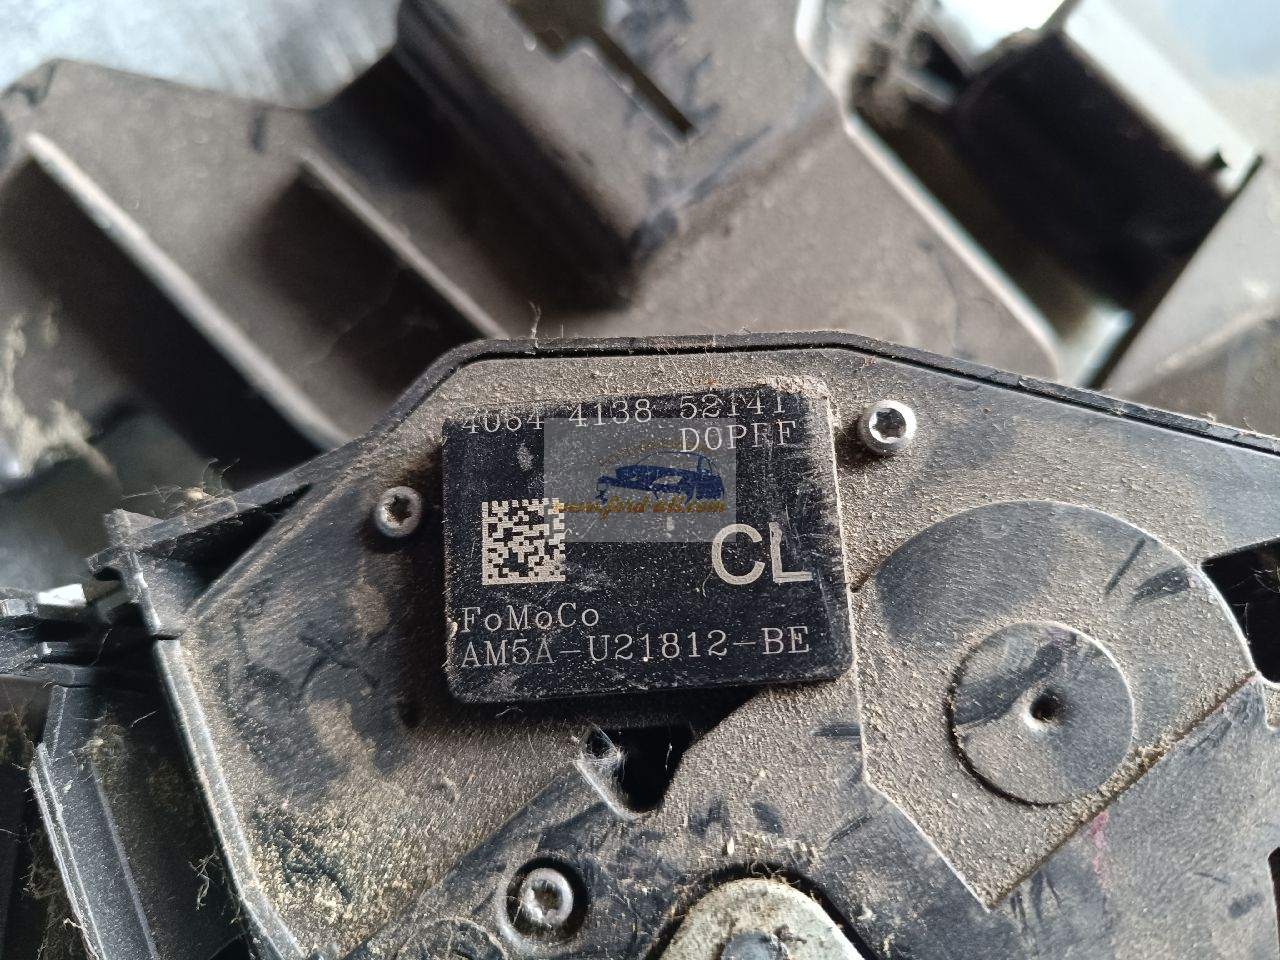 4064 4138 52141
D0PFF
CL
FoMoCo
AM5A-U21812-BE